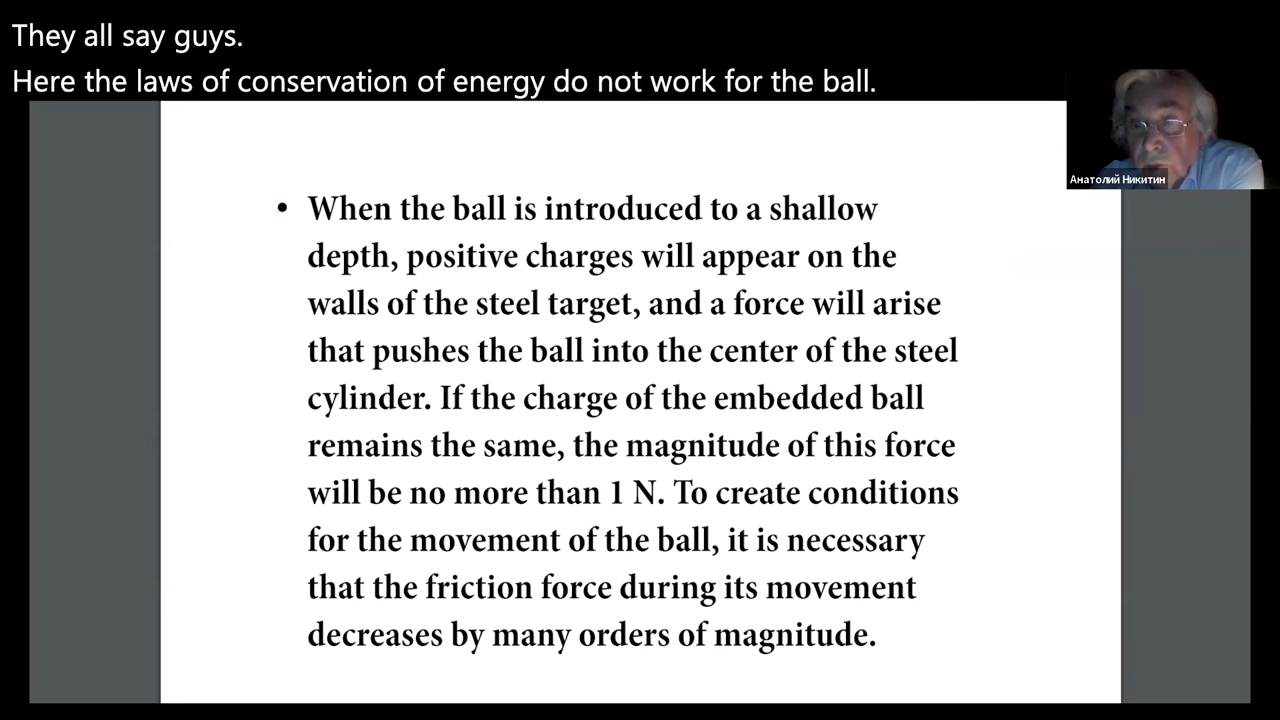 They all say guys.
Here the laws of conservation of energy do not work for the ball.
Анатолий Никитин
• When the ball is introduced to a shallow
depth, positive charges will appear on the
walls of the steel target, and a force will arise
that pushes the ball into the center of the steel
cylinder. If the charge of the embedded ball
remains the same, the magnitude of this force
will be no more than 1 N. To create conditions
for the movement of the ball, it is necessary
that the friction force during its movement
decreases by many orders of magnitude.